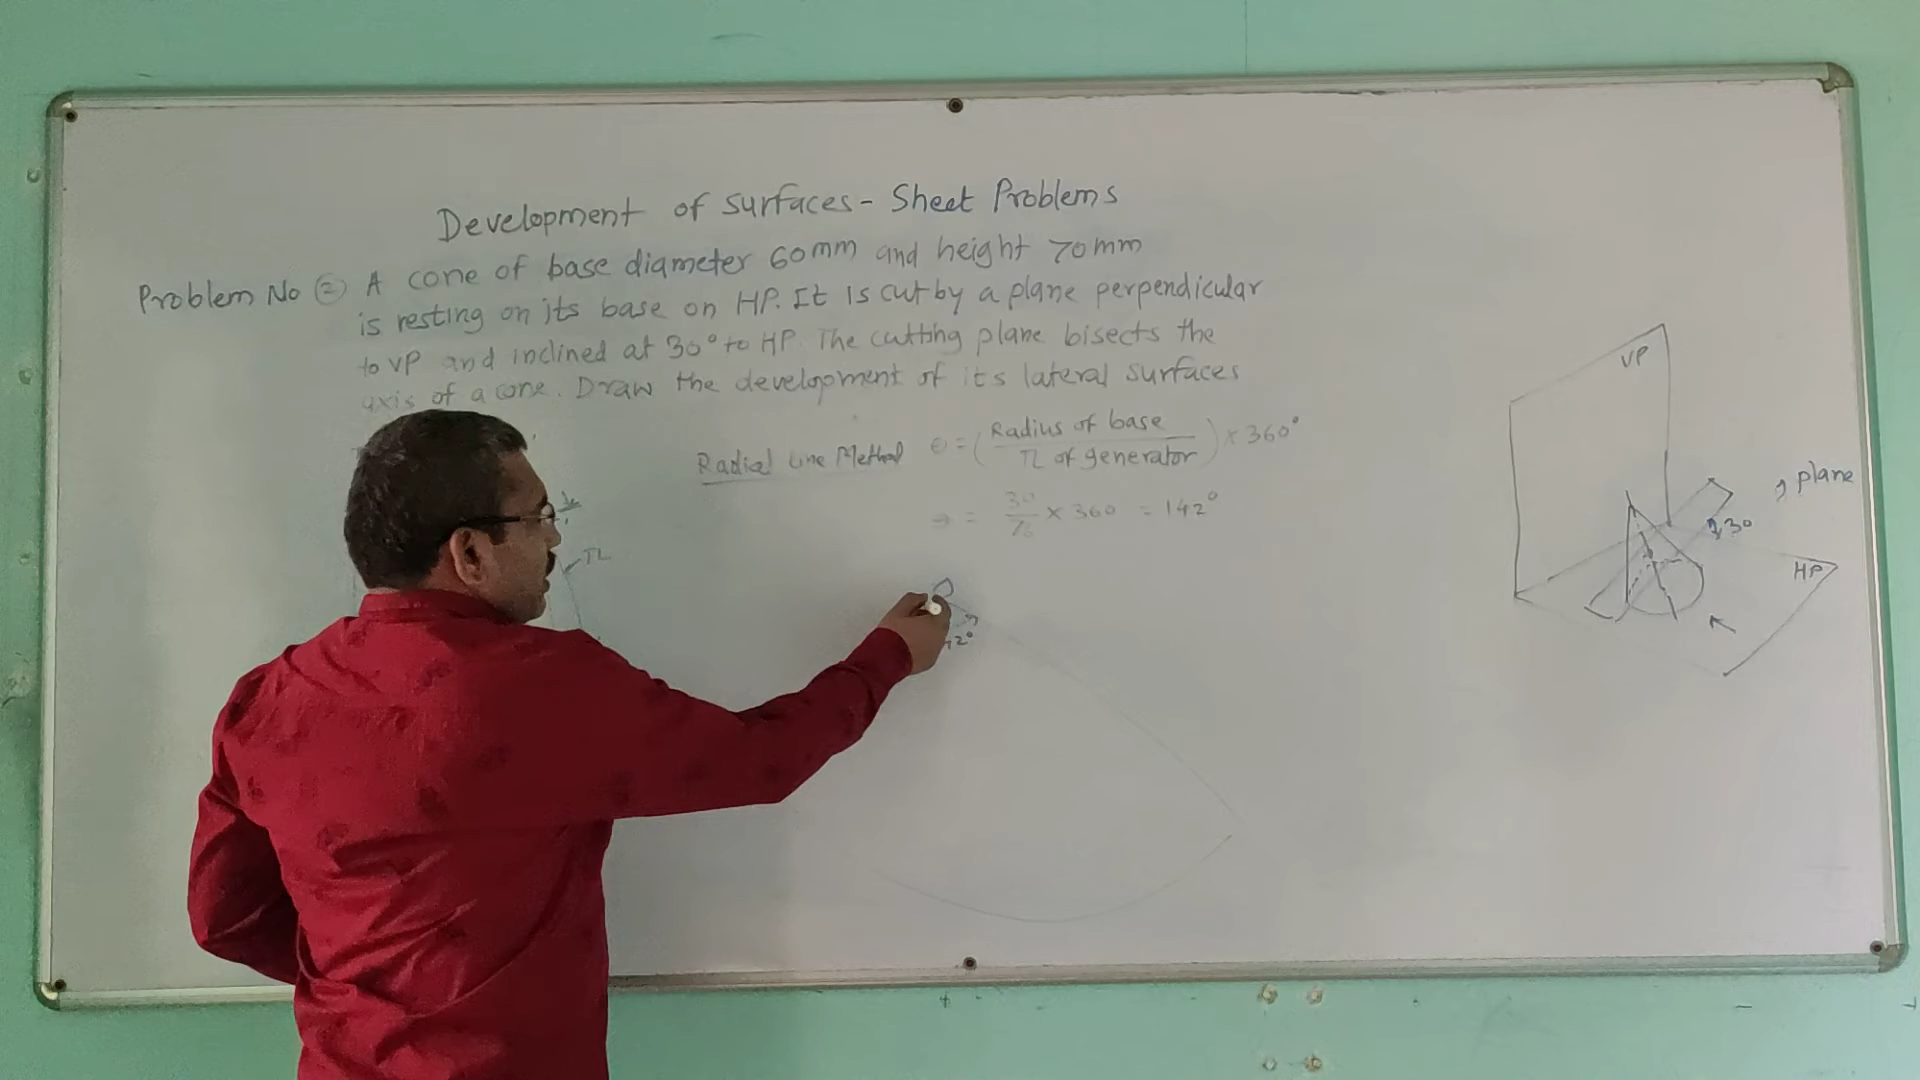 Development of Surfaces - Sheet Problems
Problem No ② A cone of base diameter 60mm and height 70mm
is resting on its base on HP. It is cut by a plane perpendicular
to VP and inclined at 30° to HP. The cutting plane bisects the
axis of a cone. Draw the development of its lateral surfaces
Radial Line Method θ = (Radius of base / TL of generator) × 360°
= 30/76 × 360 = 142°
TL
2°
VP
plane
30
HP